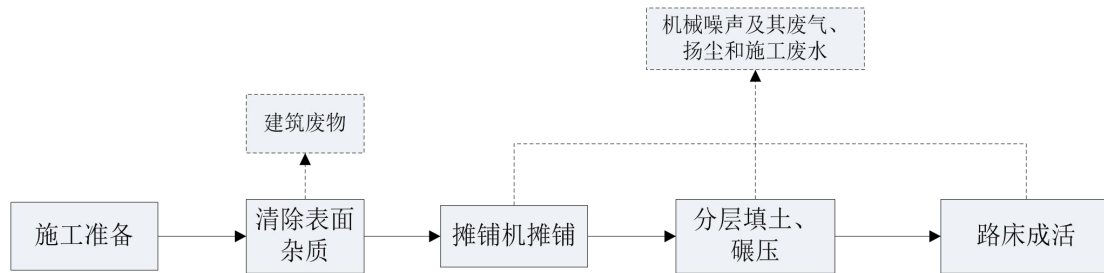 机械噪声及其废气、
扬尘和施工废水
建筑废物
施工准备
清除表面
杂质
摊铺机摊铺
分层填土、
碾压
路床成活